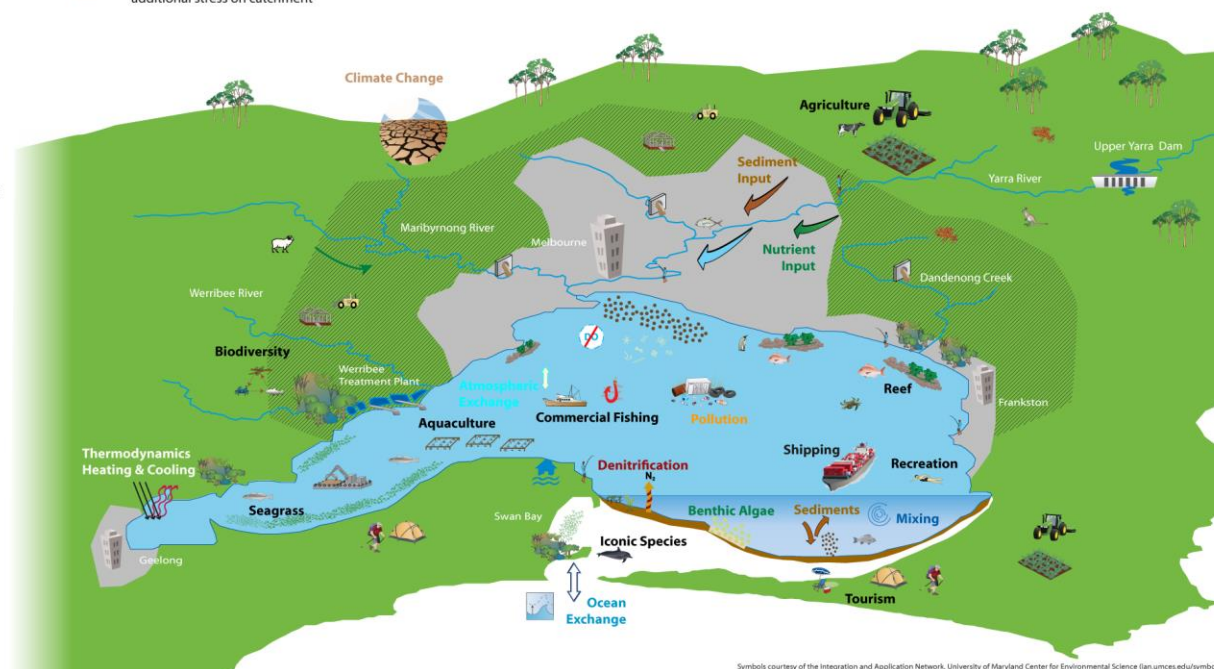 additional stress on catchment
Climate Change
Agriculture
Upper Yarra Dam
Sediment
Input
Yarra River
Maribyrnong River
Melbourne
Nutrient
Input
Dandenong Creek
Werribee River
DO
Biodiversity
Werribee
Treatment Plant
Atmospheric
Exchange
Commercial Fishing
Pollution
Reef
Frankston
Aquaculture
Thermodynamics
Heating & Cooling
Shipping
Recreation
Denitrification
N₂
Seagrass
Swan Bay
Benthic Algae
Sediments
Mixing
Iconic Species
Geelong
Tourism
Ocean
Exchange
Symbols courtesy of the Integration and Application Network, University of Maryland Center for Environmental Science (ian.umces.edu/symbo